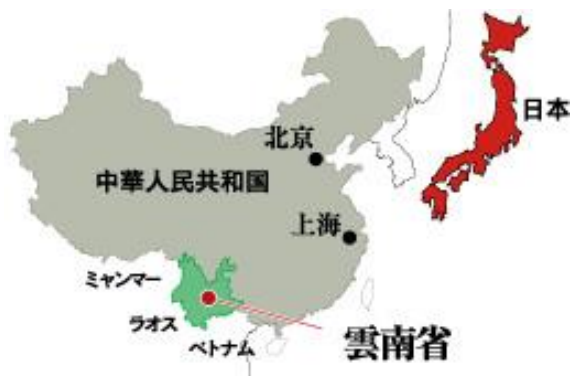 日本
北京
中華人民共和国
上海
ミャンマー
ラオス
ベトナム
雲南省